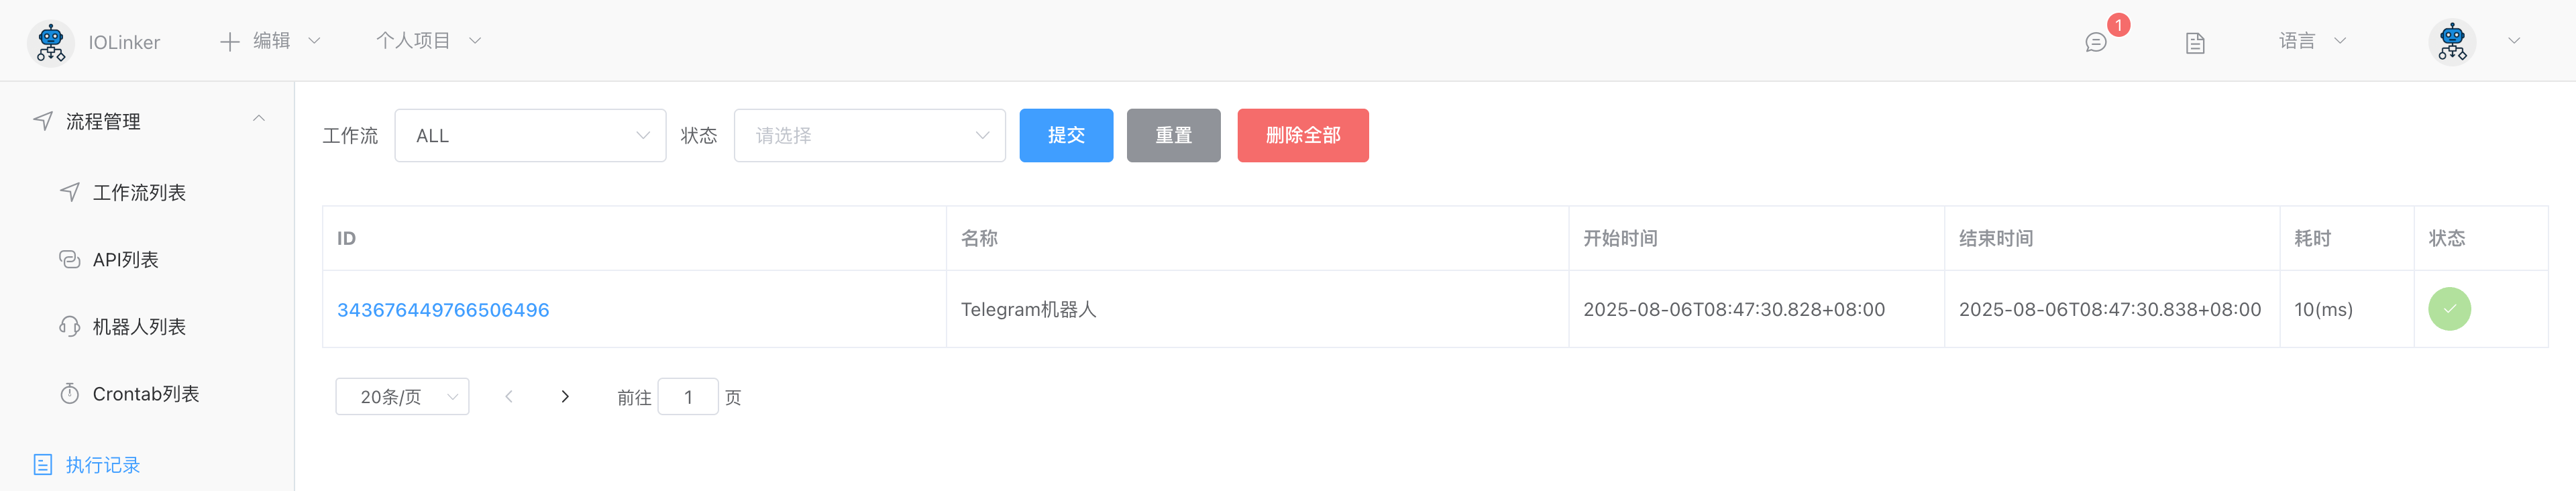 IOLinker
编辑
个人项目
1
语言
流程管理
工作流列表
API列表
机器人列表
Crontab列表
执行记录
工作流 ALL 状态 请选择 提交 重置 删除全部
ID 名称 开始时间 结束时间 耗时 状态
343676449766506496 Telegram机器人 2025-08-06T08:47:30.828+08:00 2025-08-06T08:47:30.838+08:00 10(ms)
20条/页 前往 1 页